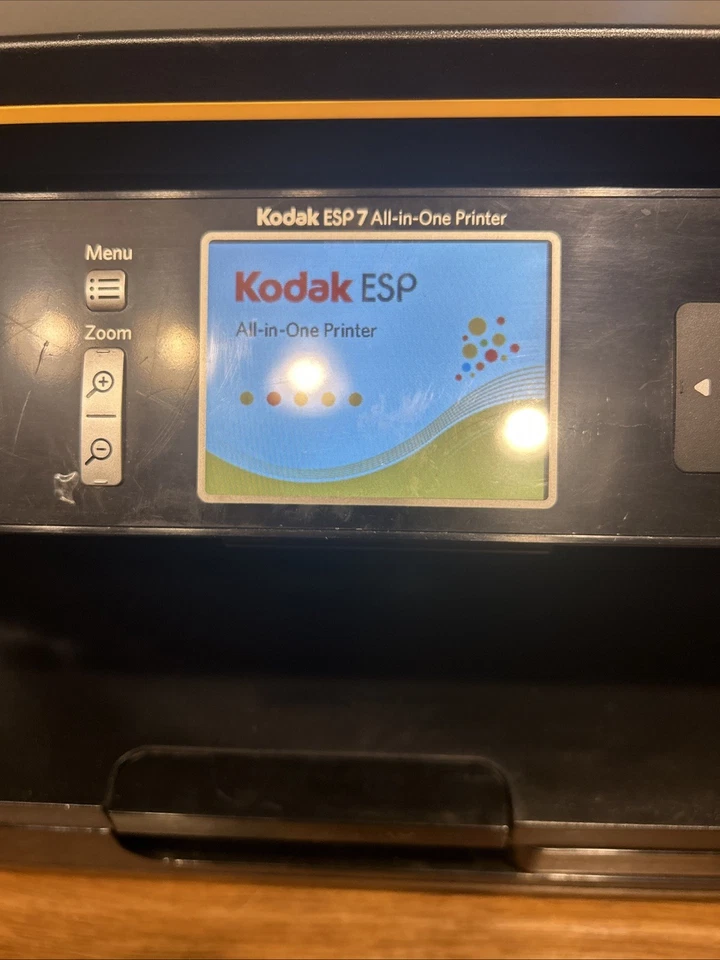 Kodak ESP 7 All-in-One Printer
Menu
Zoom
Kodak ESP
All-in-One Printer